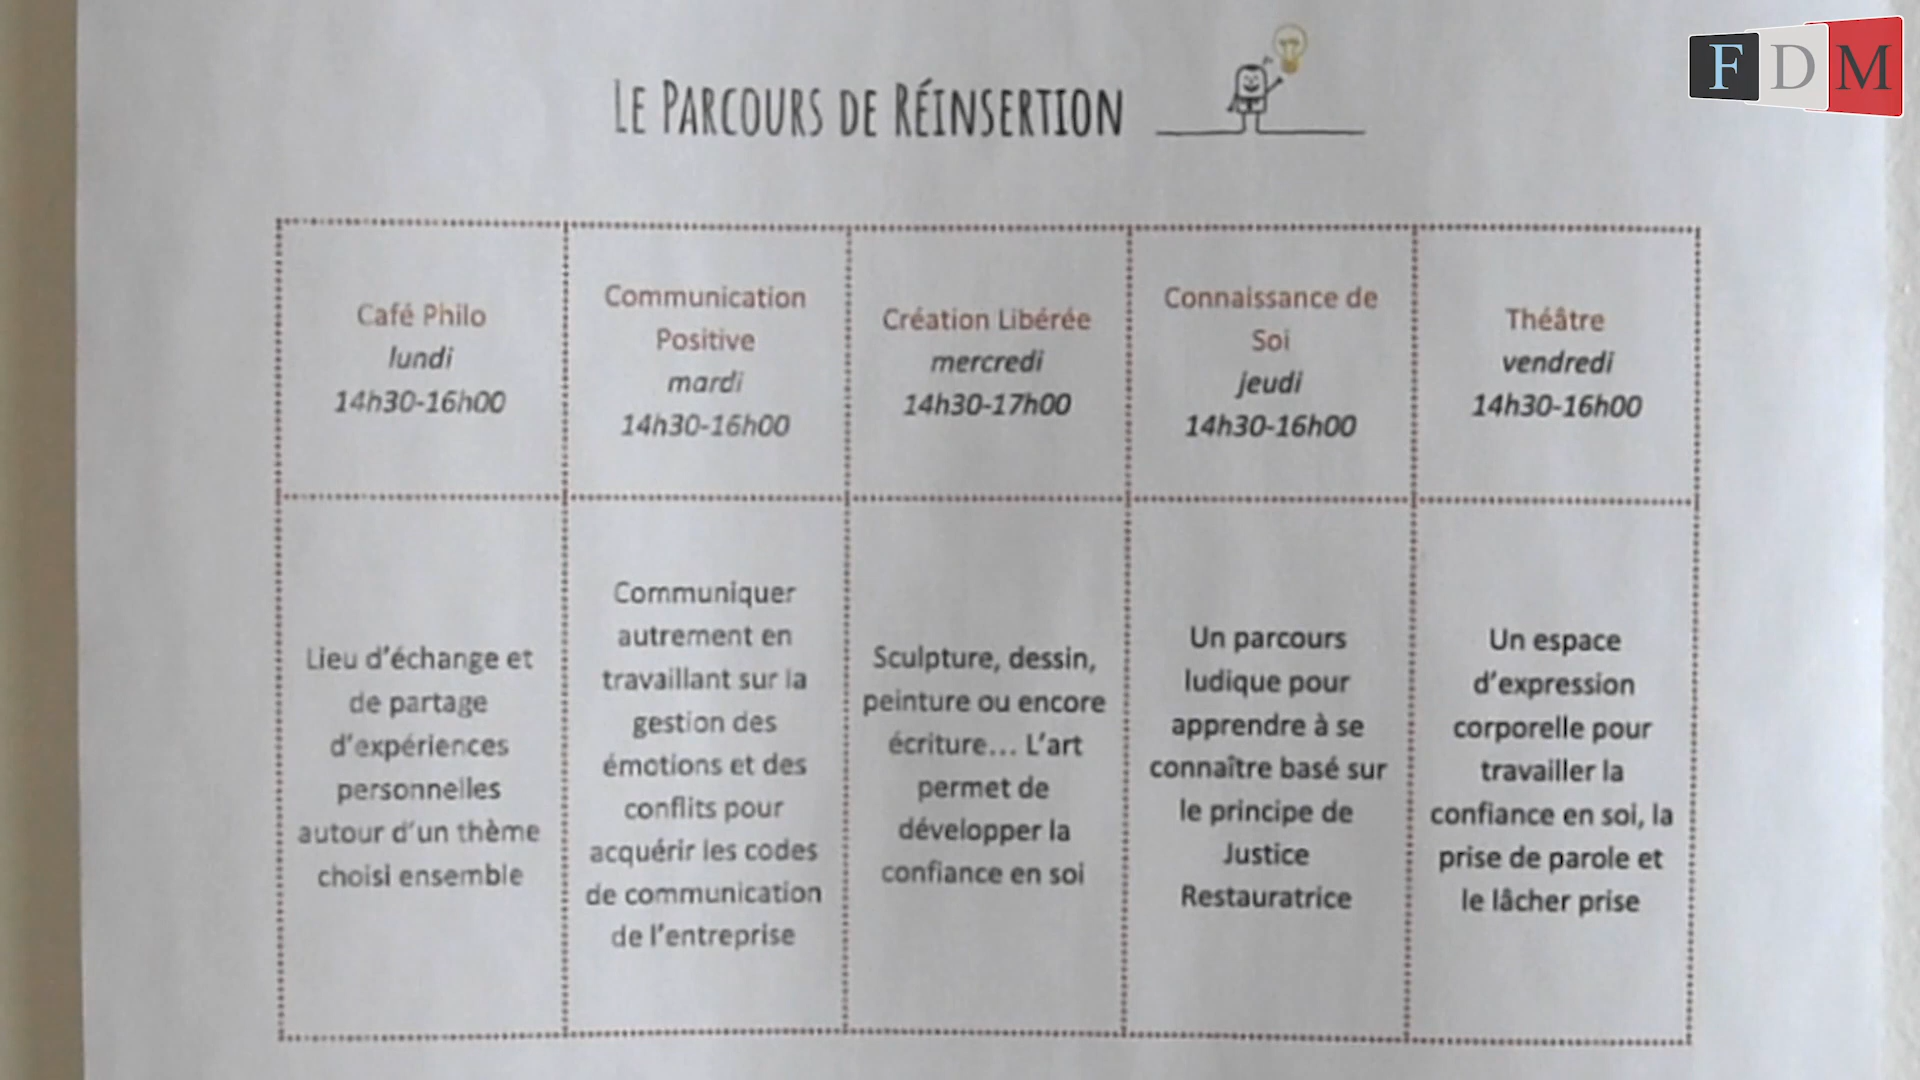 LE PARCOURS DE RÉINSERTION
F D M
Café Philo
lundi
14h30-16h00
Communication
Positive
mardi
14h30-16h00
Création Libérée
mercredi
14h30-17h00
Connaissance de
Soi
jeudi
14h30-16h00
Théâtre
vendredi
14h30-16h00
Lieu d'échange et
de partage
d'expériences
personnelles
autour d'un thème
choisi ensemble
Communiquer
autrement en
travaillant sur la
gestion des
émotions et des
conflits pour
acquérir les codes
de communication
de l'entreprise
Sculpture, dessin,
peinture ou encore
écriture... L'art
permet de
développer la
confiance en soi
Un parcours
ludique pour
apprendre à se
connaître basé sur
le principe de
Justice
Restauratrice
Un espace
d'expression
corporelle pour
travailler la
confiance en soi, la
prise de parole et
le lâcher prise